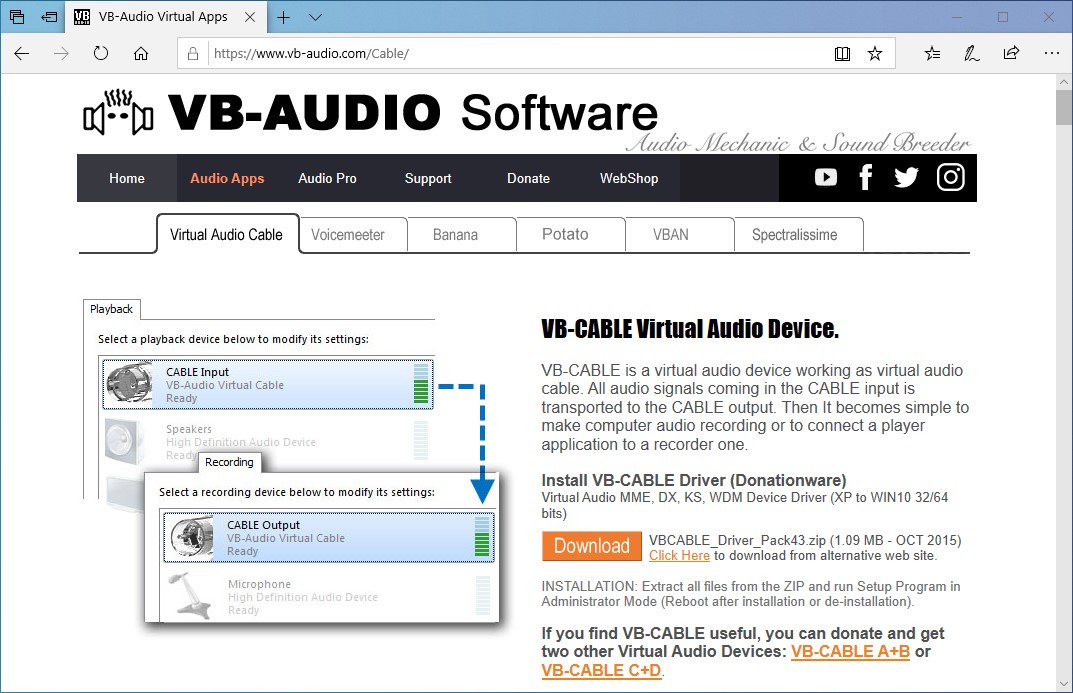 VB-Audio Virtual Apps
https://www.vb-audio.com/Cable/
VB-AUDIO Software
Audio Mechanic & Sound Breeder
Home Audio Apps Audio Pro Support Donate WebShop
Virtual Audio Cable Voicemeeter Banana Potato VBAN Spectralissime
Playback
Select a playback device below to modify its settings:
CABLE Input
VB-Audio Virtual Cable
Ready
Speakers
High Definition Audio Device
Ready
Recording
Select a recording device below to modify its settings:
CABLE Output
VB-Audio Virtual Cable
Ready
Microphone
High Definition Audio Device
Ready
VB-CABLE Virtual Audio Device.
VB-CABLE is a virtual audio device working as virtual audio
cable. All audio signals coming in the CABLE input is
transported to the CABLE output. Then It becomes simple to
make computer audio recording or to connect a player
application to a recorder one.
Install VB-CABLE Driver (Donationware)
Virtual Audio MME, DX, KS, WDM Device Driver (XP to WIN10 32/64
bits)
Download VBCABLE_Driver_Pack43.zip (1.09 MB - OCT 2015)
Click Here to download from alternative web site.
INSTALLATION: Extract all files from the ZIP and run Setup Program in
Administrator Mode (Reboot after installation or de-installation).
If you find VB-CABLE useful, you can donate and get
two other Virtual Audio Devices: VB-CABLE A+B or
VB-CABLE C+D.